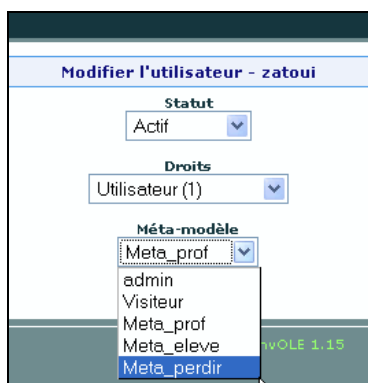 Modifier l'utilisateur - zatoui
Statut
Actif
Droits
Utilisateur (1)
Méta-modèle
Meta_prof
admin
Visiteur
Meta_prof
Meta_eleve
nvOLE 1.15
Meta_perdir